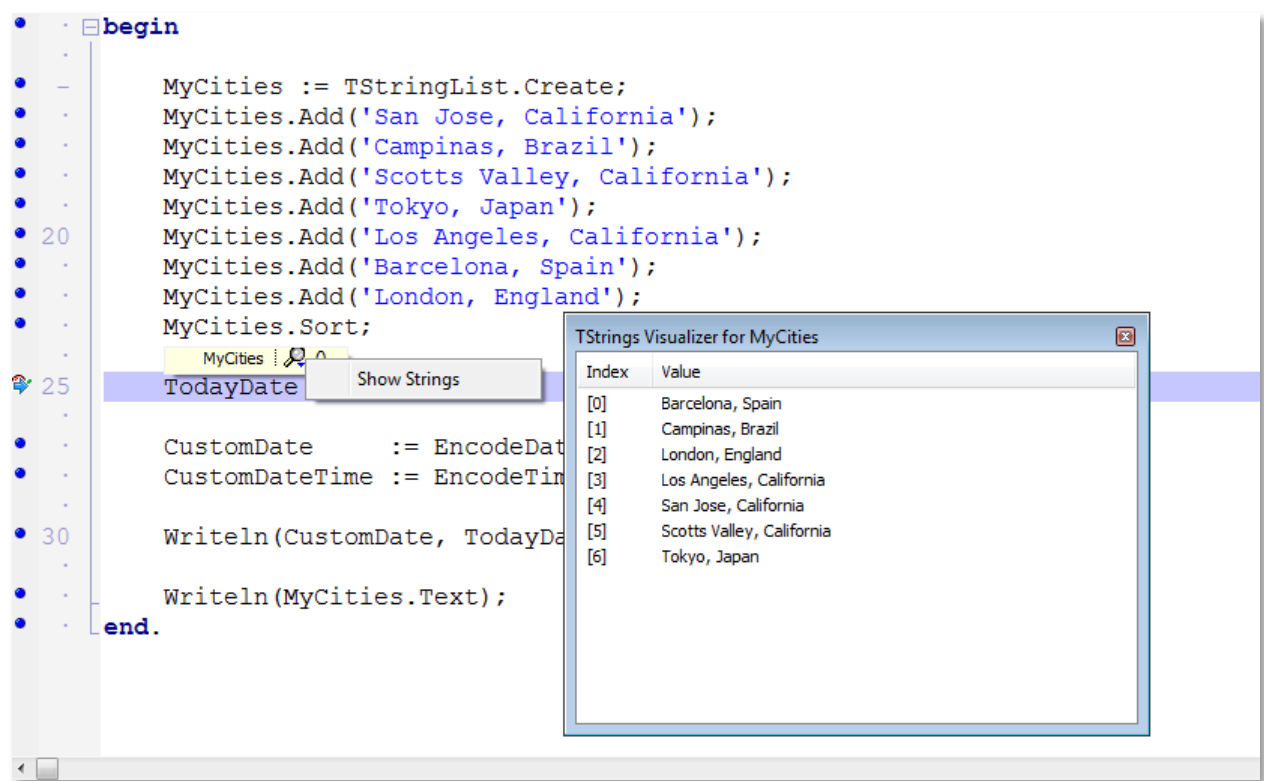 begin
MyCities := TStringList.Create;
MyCities.Add('San Jose, California');
MyCities.Add('Campinas, Brazil');
MyCities.Add('Scotts Valley, California');
MyCities.Add('Tokyo, Japan');
20 MyCities.Add('Los Angeles, California');
MyCities.Add('Barcelona, Spain');
MyCities.Add('London, England');
MyCities.Sort;
MyCities
Show Strings
25 TodayDate
CustomDate := EncodeDat
CustomDateTime := EncodeTim
30 Writeln(CustomDate, TodayDa
Writeln(MyCities.Text);
end.
TStrings Visualizer for MyCities
Index Value
[0] Barcelona, Spain
[1] Campinas, Brazil
[2] London, England
[3] Los Angeles, California
[4] San Jose, California
[5] Scotts Valley, California
[6] Tokyo, Japan